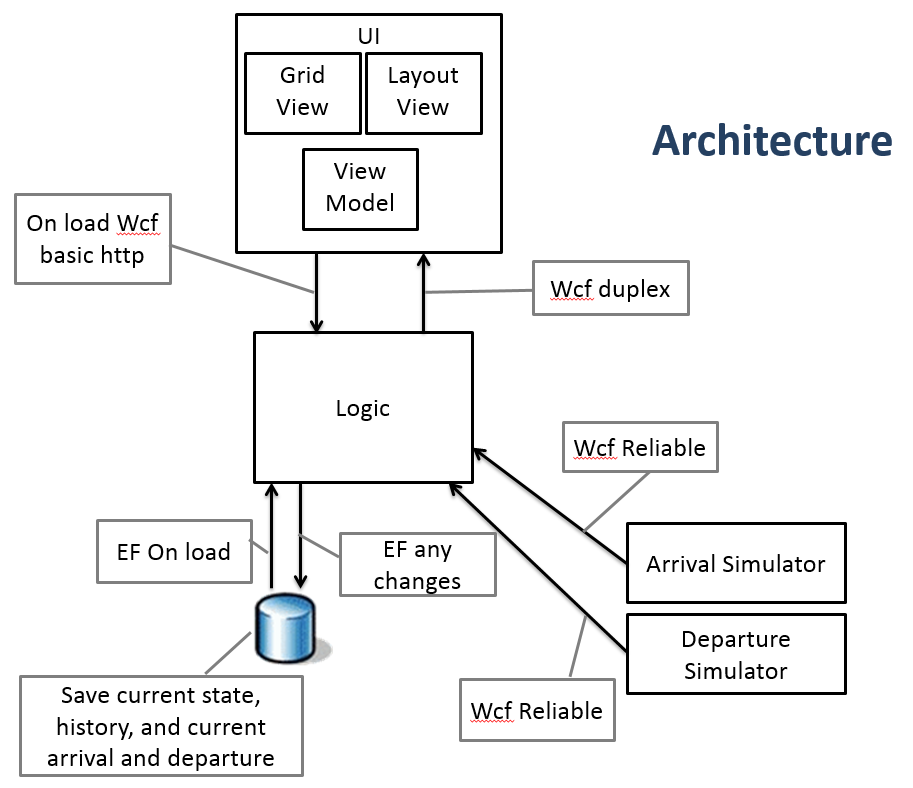 UI
Grid
View
Layout
View
Architecture
View
Model
On load Wcf
basic http
Wcf duplex
Logic
Wcf Reliable
EF On load
EF any
changes
Arrival Simulator
Departure
Simulator
Save current state,
history, and current
arrival and departure
Wcf Reliable